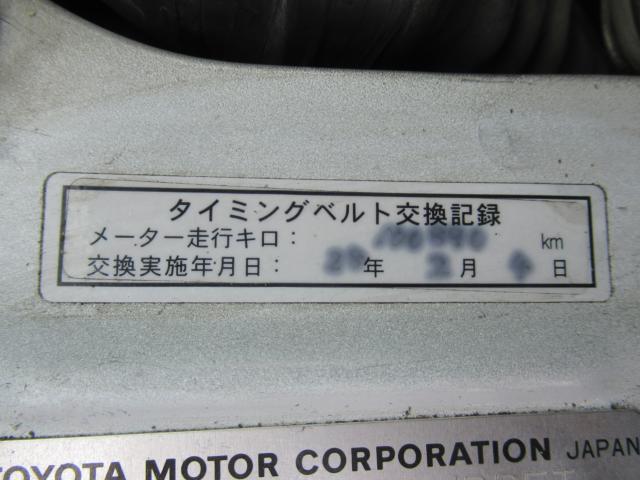 タイミングベルト交換記録
メーター走行キロ: km
交換実施年月日: 年 2月 日
TOYOTA MOTOR CORPORATION JAPAN